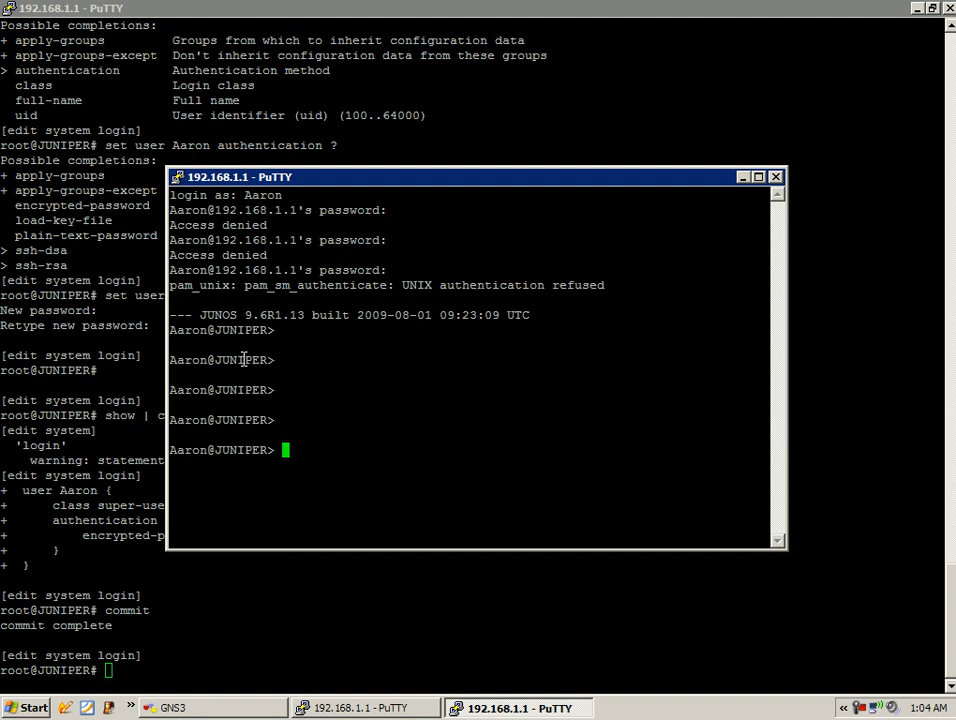 192.168.1.1 - PuTTY
Possible completions:
+ apply-groups         Groups from which to inherit configuration data
+ apply-groups-except  Don't inherit configuration data from these groups
> authentication       Authentication method
  class                Login class
  full-name            Full name
  uid                  User identifier (uid) (100..64000)
[edit system login]
root@JUNIPER# set user Aaron authentication ?
Possible completions:
+ apply-groups
+ apply-groups-except
  encrypted-password
  load-key-file
  plain-text-password
> ssh-dsa
> ssh-rsa
[edit system login]
root@JUNIPER# set user
New password:
Retype new password:
[edit system login]
root@JUNIPER#
[edit system login]
root@JUNIPER# show | c
[edit system]
  'login'
    warning: statement
[edit system login]
+  user Aaron {
+      class super-use
+      authentication
+          encrypted-p
+      }
+  }
[edit system login]
root@JUNIPER# commit
commit complete
[edit system login]
root@JUNIPER#
192.168.1.1 - PuTTY
login as: Aaron
Aaron@192.168.1.1's password:
Access denied
Aaron@192.168.1.1's password:
Access denied
Aaron@192.168.1.1's password:
pam_unix: pam_sm_authenticate: UNIX authentication refused
--- JUNOS 9.6R1.13 built 2009-08-01 09:23:09 UTC
Aaron@JUNIPER>
Aaron@JUNIPER>
Aaron@JUNIPER>
Aaron@JUNIPER>
Aaron@JUNIPER>
Start » GNS3 192.168.1.1 - PuTTY 192.168.1.1 - PuTTY « 1:04 AM